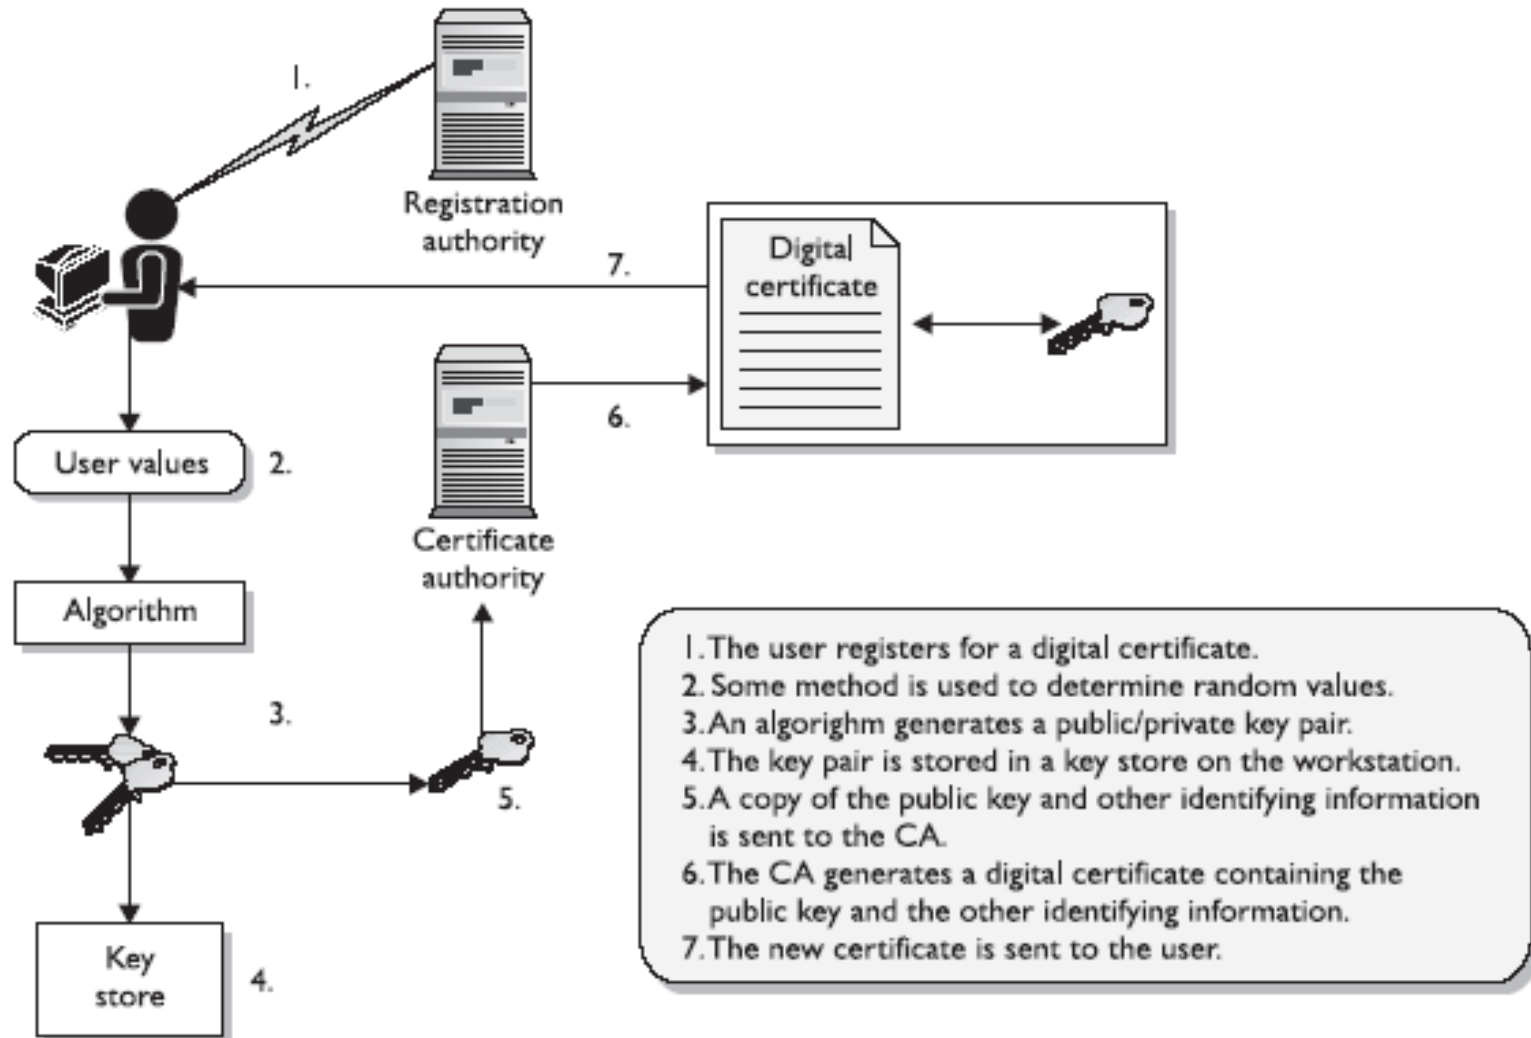 1.
Registration
authority
7.
Digital
certificate
6.
User values
2.
Certificate
authority
Algorithm
3.
5.
Key
store
4.
1. The user registers for a digital certificate.
2. Some method is used to determine random values.
3. An algorighm generates a public/private key pair.
4. The key pair is stored in a key store on the workstation.
5. A copy of the public key and other identifying information
is sent to the CA.
6. The CA generates a digital certificate containing the
public key and the other identifying information.
7. The new certificate is sent to the user.